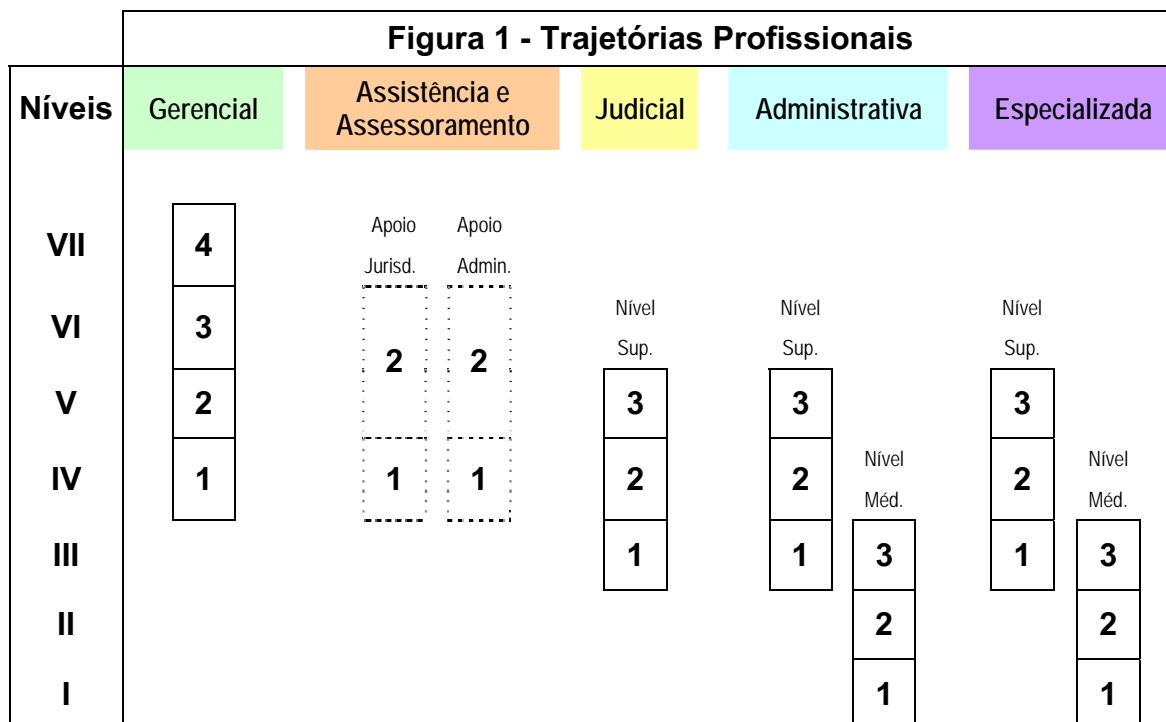 Figura 1 - Trajetórias Profissionais
Níveis
Gerencial
Assistência e
Assessoramento
Judicial
Administrativa
Especializada
VII
4
Apoio
Jurisd.
Apoio
Admin.
VI
3
2
2
Nível
Sup.
Nível
Sup.
Nível
Sup.
V
2
3
3
3
IV
1
1
1
2
2
Nível
Méd.
2
Nível
Méd.
III
1
1
3
1
3
II
2
2
I
1
1